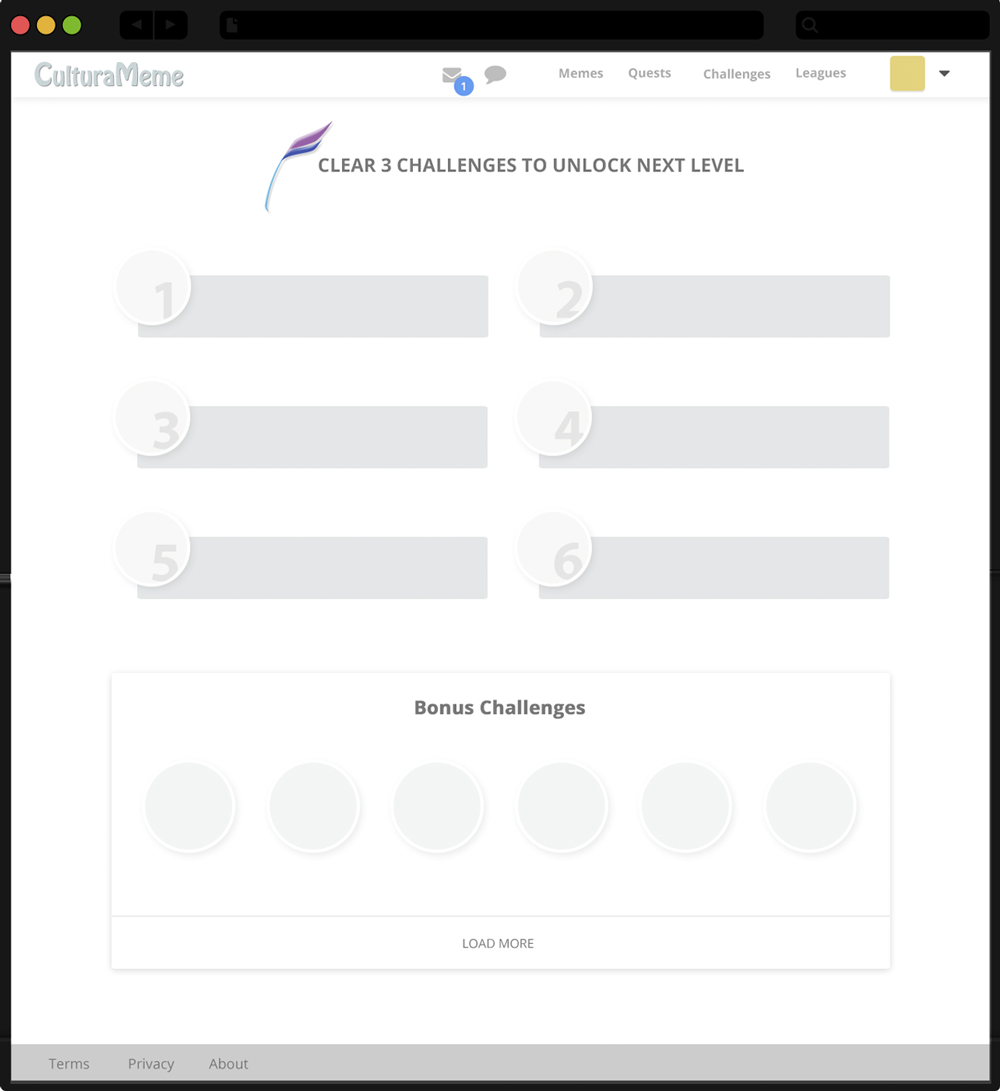 CulturaMeme
1
Memes
Quests
Challenges
Leagues
CLEAR 3 CHALLENGES TO UNLOCK NEXT LEVEL
1
2
3
4
5
6
Bonus Challenges
LOAD MORE
Terms
Privacy
About